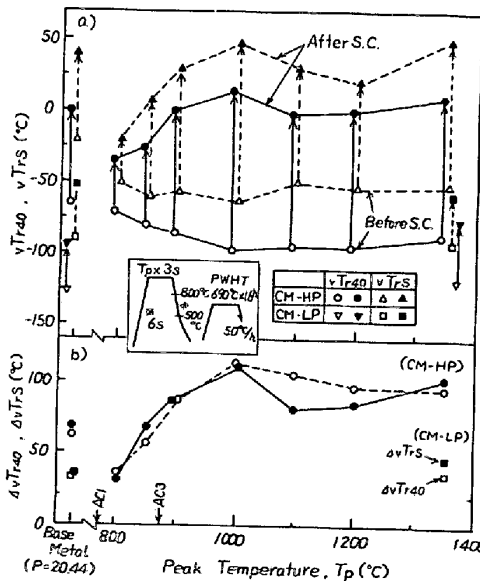 a.)
After S.C.
Before S.C.
50
0
-50
-100
-150
vTr40, vTrS (°C)
Tp x 3s
800°C
6s
500
°C
PWHT
690°C
50°C/h
vTr40 vTrS
CM-HP
CM-LP
b)
(CM-HP)
(CM-LP)
ΔvTrS
ΔvTr40
100
50
0
ΔvTr40, ΔvTrS (°C)
AC1
AC3
Base
Metal
(P=20.44)
800 1000 1200 1400
Peak Temperature, Tp (°C)